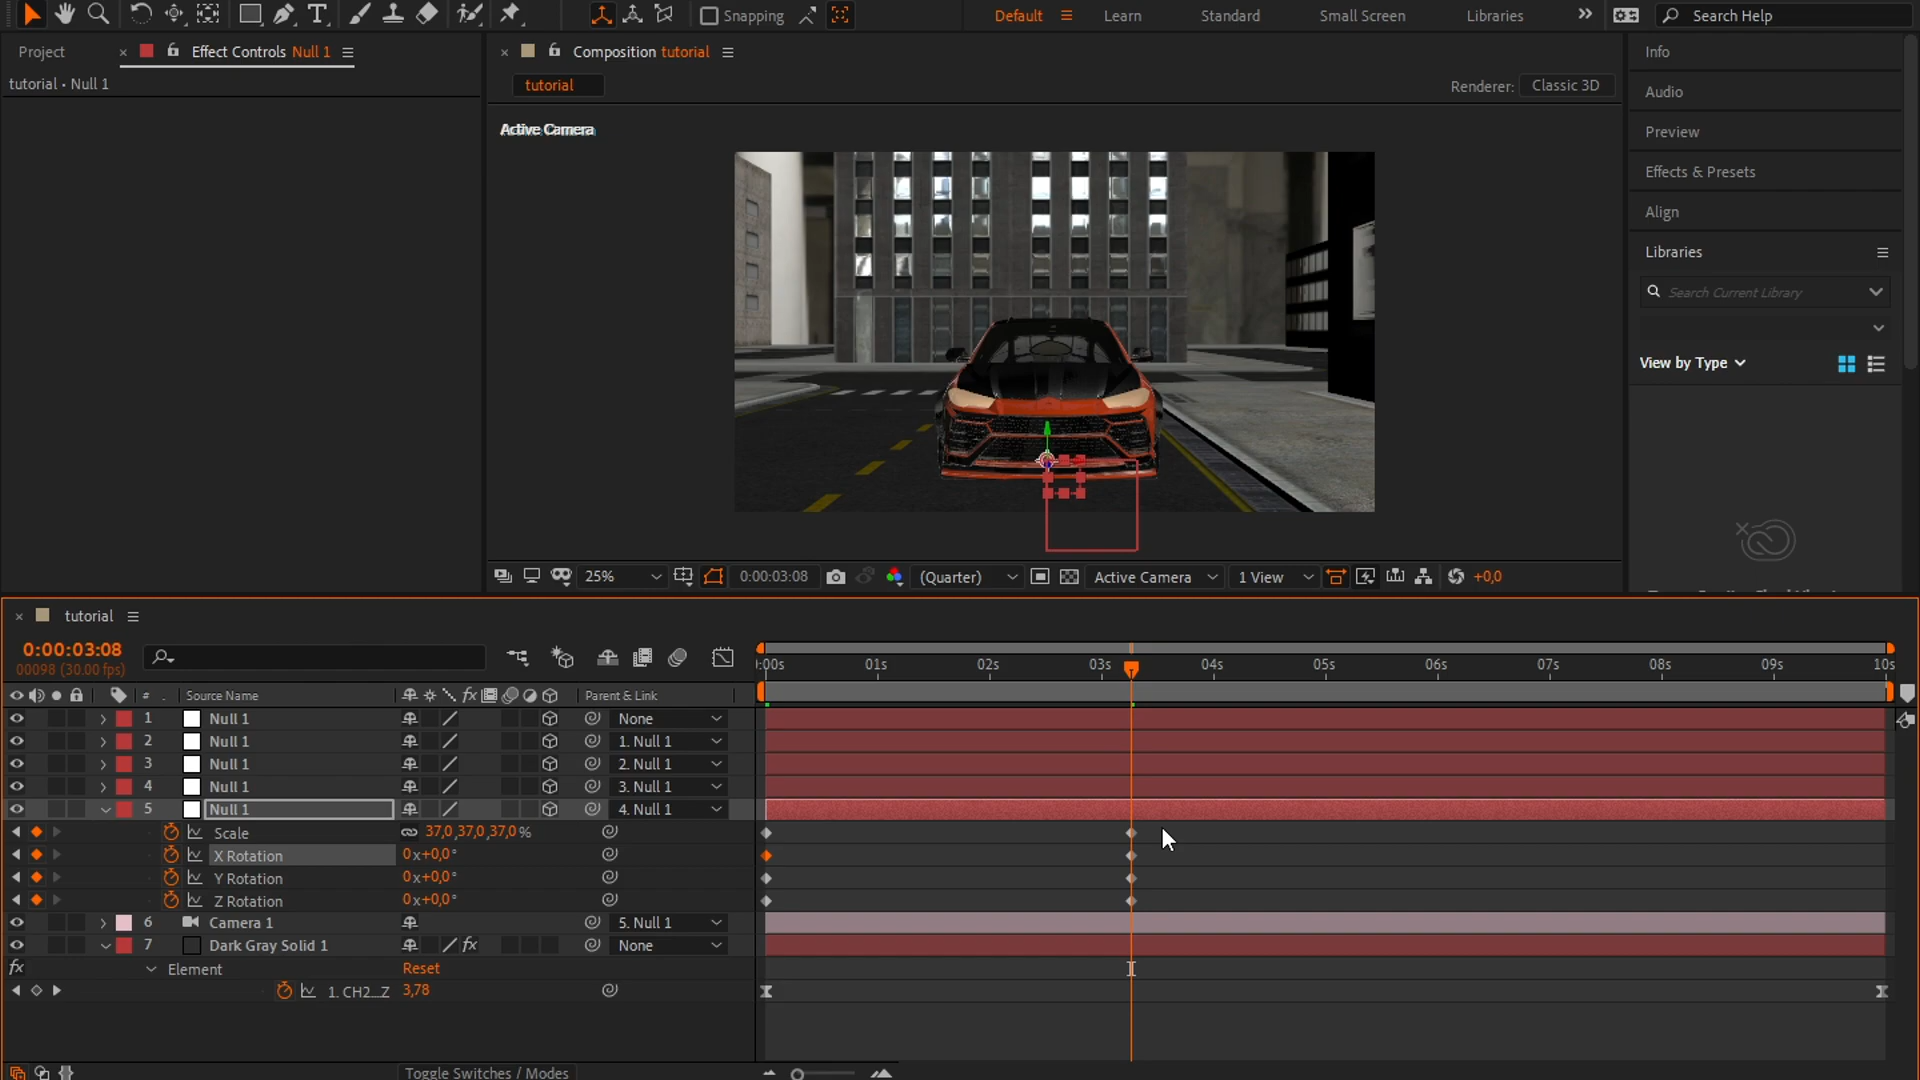 Snapping
Default
Learn
Standard
Small Screen
Libraries
Search Help
Project
Effect Controls Null 1
Composition tutorial
Info
tutorial • Null 1
tutorial
Renderer:
Classic 3D
Audio
Active Camera
Preview
Effects & Presets
Align
Libraries
Search Current Library
View by Type
25%
0:00:03:08
(Quarter)
Active Camera
1 View
+0,0
tutorial
0:00:03:08
00098 (30.00 fps)
:00s
01s
02s
03s
04s
05s
06s
07s
08s
09s
10s
#
Source Name
fx
Parent & Link
1
Null 1
None
2
Null 1
1. Null 1
3
Null 1
2. Null 1
4
Null 1
3. Null 1
5
Null 1
4. Null 1
Scale
37,0,37,0,37,0%
X Rotation
0x+0,0°
Y Rotation
0x+0,0°
Z Rotation
0x+0,0°
6
Camera 1
5. Null 1
7
Dark Gray Solid 1
fx
None
fx
Element
Reset
1. CH2...Z
3,78
Toggle Switches / Modes